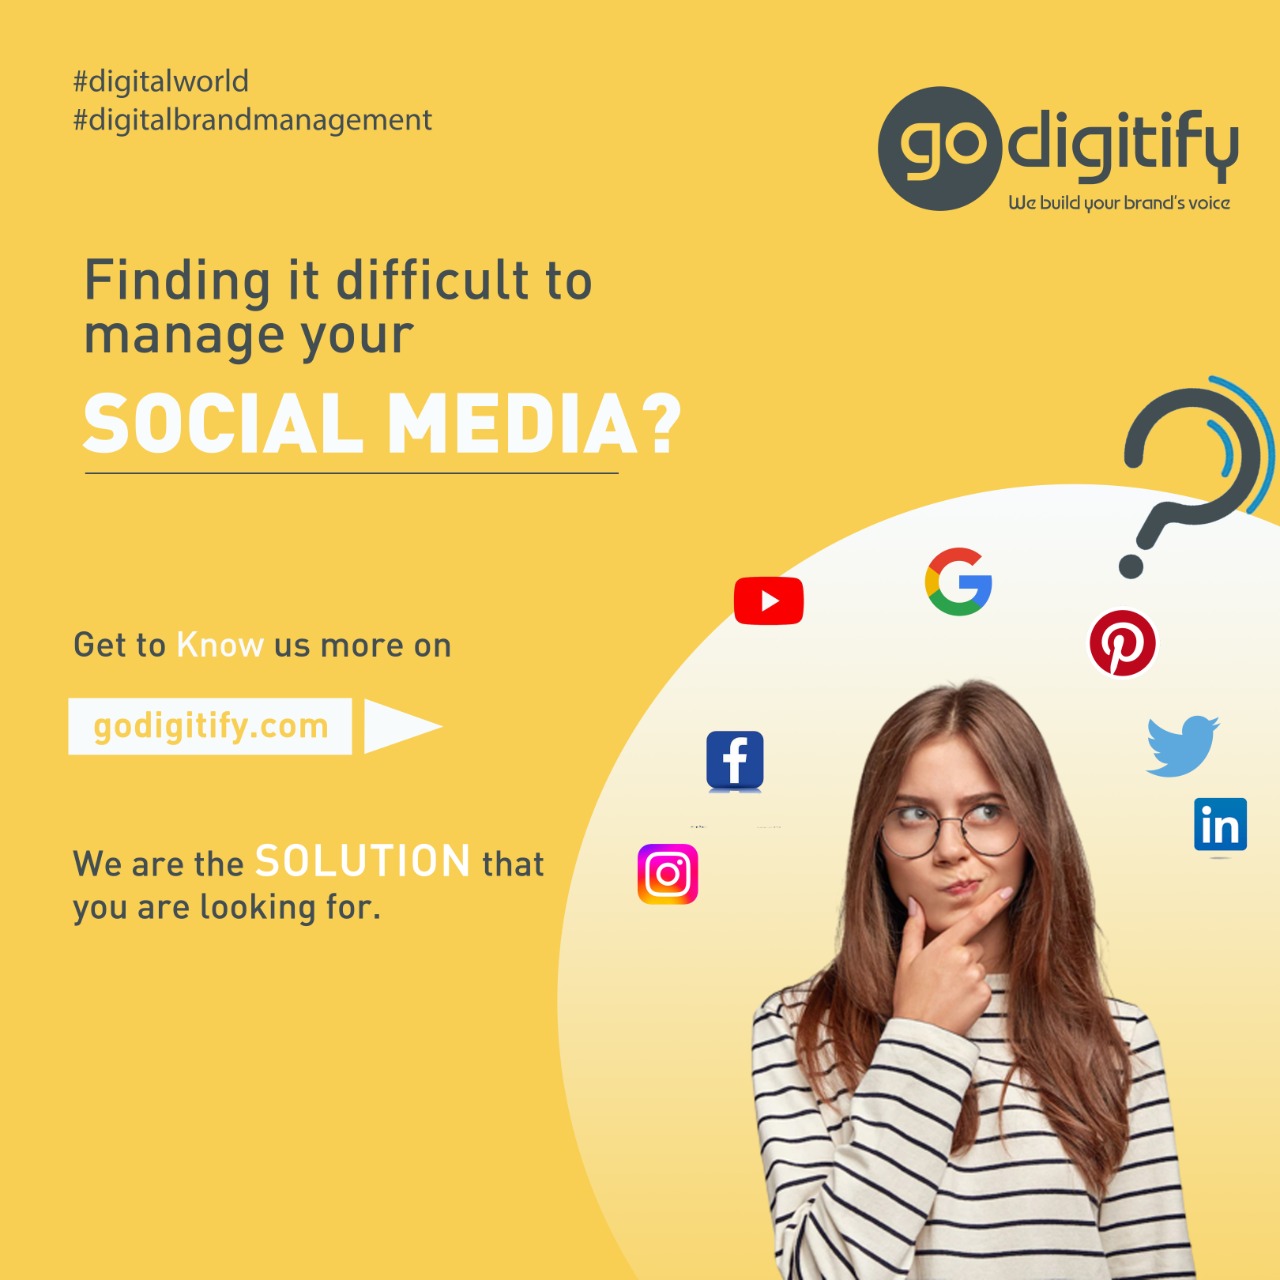 #digitalworld
#digitalbrandmanagement
godigitify
We build your brand's voice
Finding it difficult to
manage your
SOCIAL MEDIA?
Get to Know us more on
godigitify.com
We are the SOLUTION that
you are looking for.
f
in